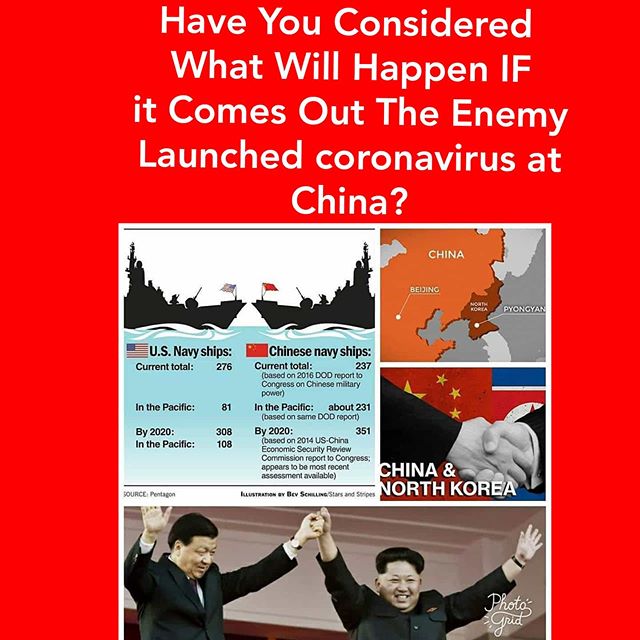 Have You Considered
What Will Happen IF
it Comes Out The Enemy
Launched coronavirus at
China?
U.S. Navy ships:
Current total: 276
In the Pacific: 81
By 2020: 308
In the Pacific: 108
Chinese navy ships:
Current total: 237
(based on 2016 DOD report to
Congress on Chinese military
power)
In the Pacific: about 231
(based on same DOD report)
By 2020: 351
(based on 2014 US-China
Economic Security Review
Commission report to Congress;
appears to be most recent
assessment available)
SOURCE: Pentagon
ILLUSTRATION BY BEV SCHILLING/Stars and Stripes
CHINA
BEIJING
NORTH
KOREA
PYONGYAN
CHINA &
NORTH KOREA
Photo
Grid